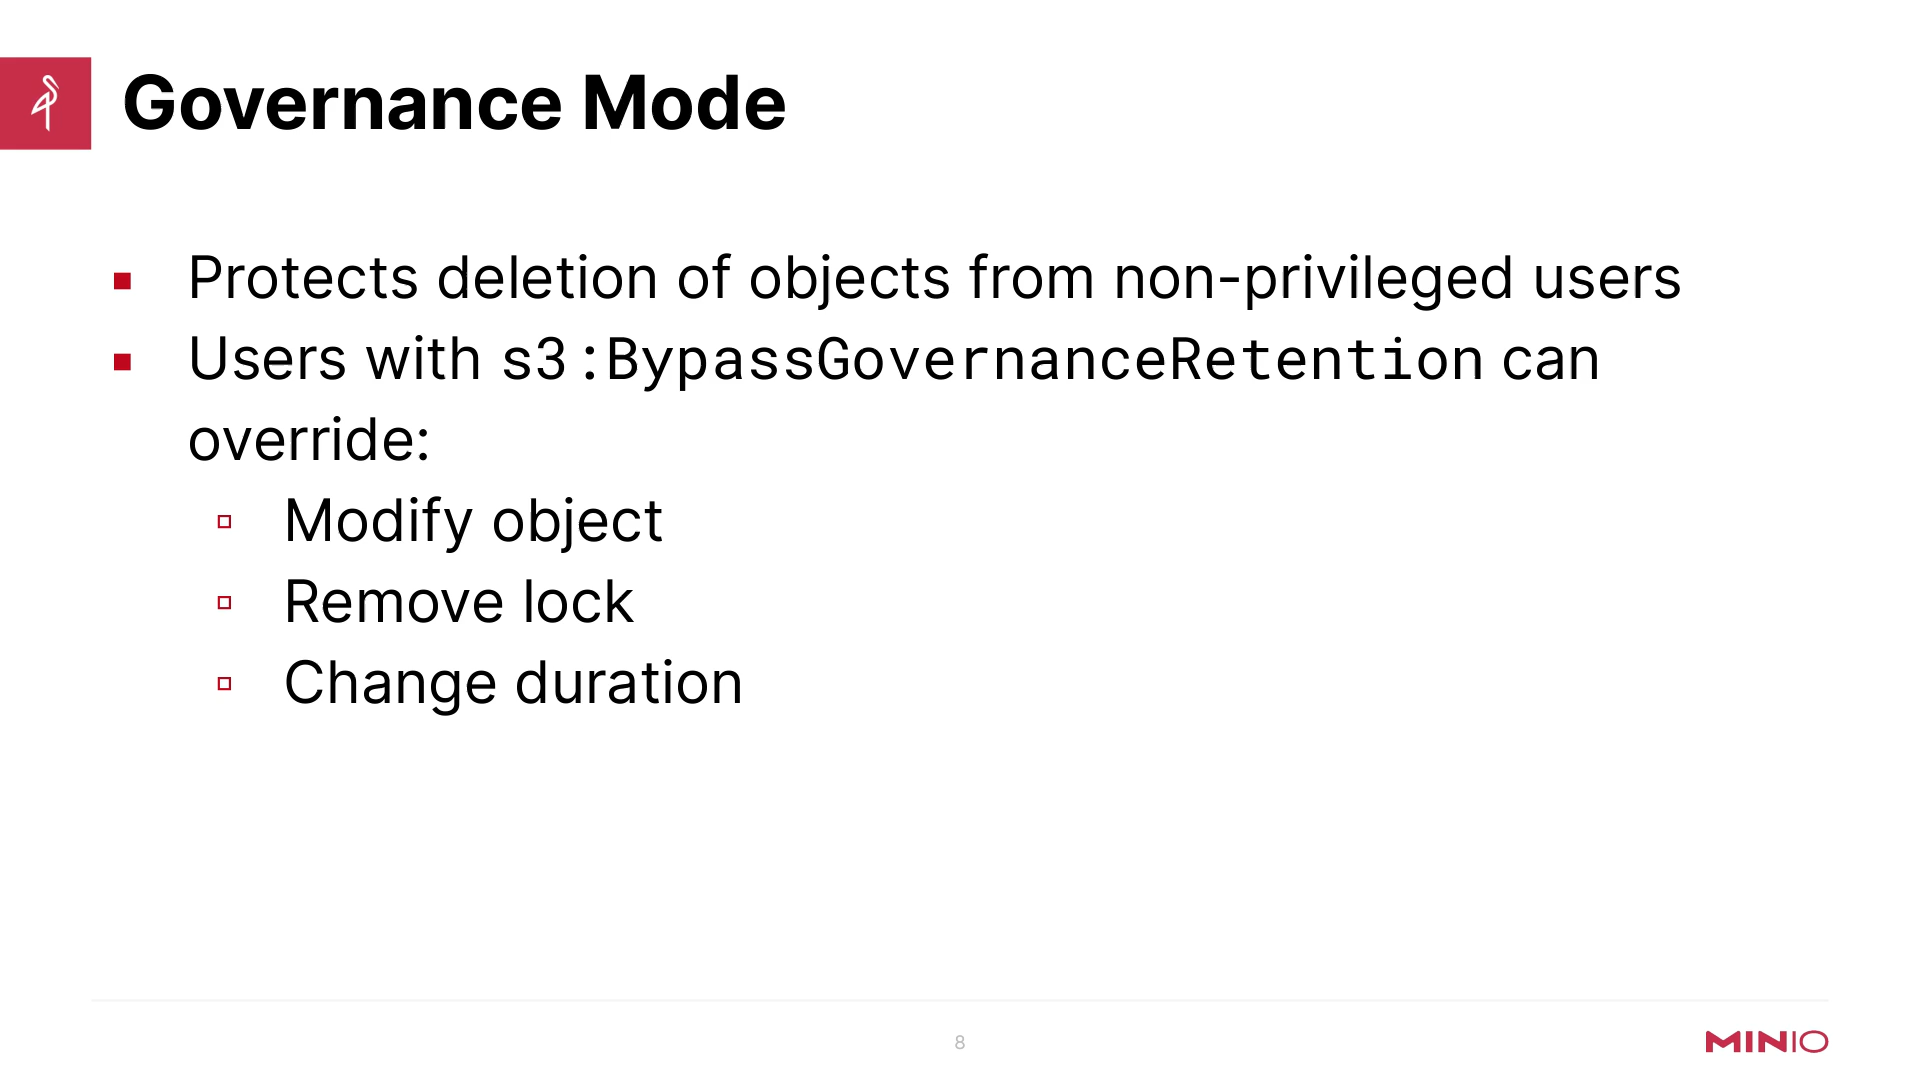 Governance Mode
Protects deletion of objects from non-privileged users
Users with s3:BypassGovernanceRetention can
override:
Modify object
Remove lock
Change duration
8
MINIO